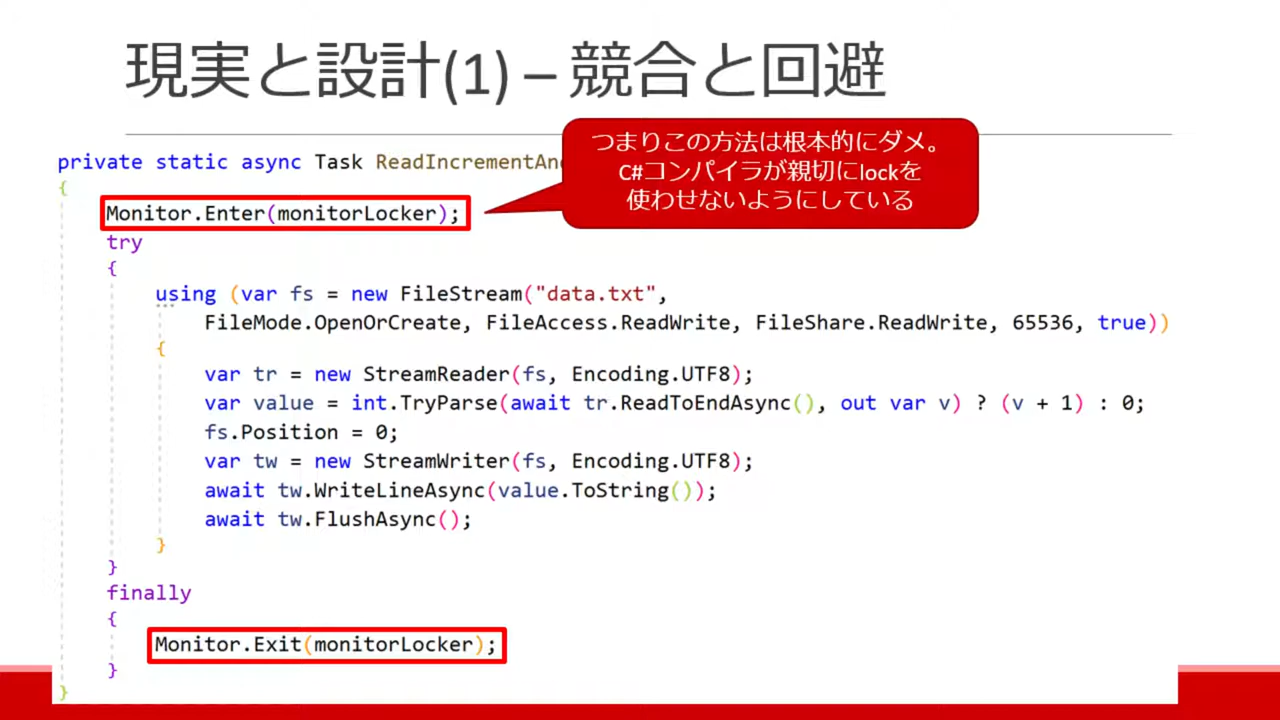 現実と設計(1) – 競合と回避
つまりこの方法は根本的にダメ。
C#コンパイラが親切にlockを
使わせないようにしている
private static async Task ReadIncrementAn
{
Monitor.Enter(monitorLocker);
try
{
using (var fs = new FileStream("data.txt",
FileMode.OpenOrCreate, FileAccess.ReadWrite, FileShare.ReadWrite, 65536, true))
{
var tr = new StreamReader(fs, Encoding.UTF8);
var value = int.TryParse(await tr.ReadToEndAsync(), out var v) ? (v + 1) : 0;
fs.Position = 0;
var tw = new StreamWriter(fs, Encoding.UTF8);
await tw.WriteLineAsync(value.ToString());
await tw.FlushAsync();
}
}
finally
{
Monitor.Exit(monitorLocker);
}
}